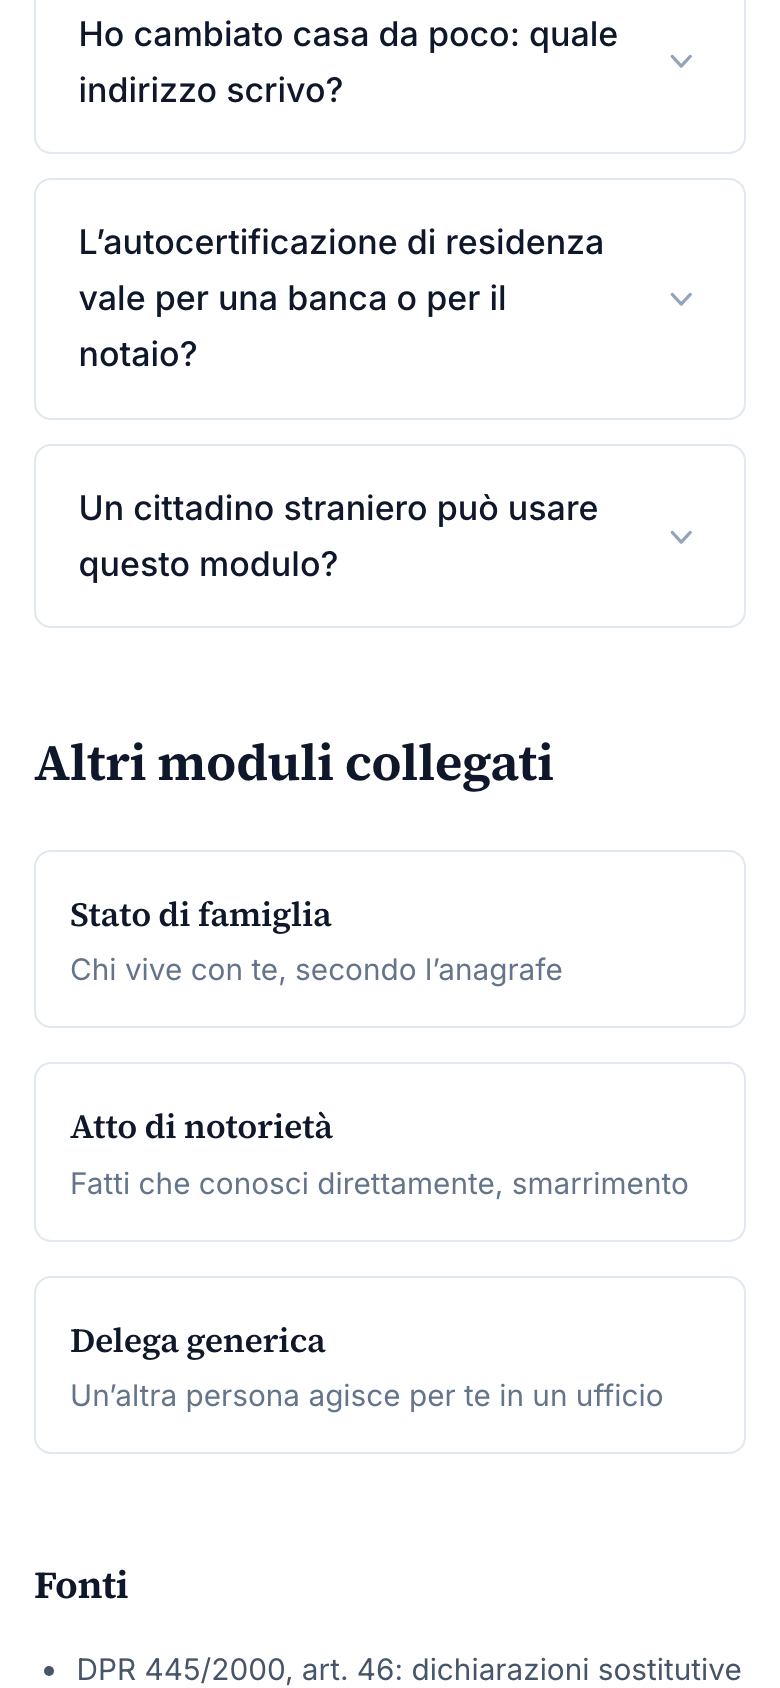 Ho cambiato casa da poco: quale
indirizzo scrivo?
L’autocertificazione di residenza
vale per una banca o per il
notaio?
Un cittadino straniero può usare
questo modulo?
Altri moduli collegati
Stato di famiglia
Chi vive con te, secondo l’anagrafe
Atto di notorietà
Fatti che conosci direttamente, smarrimento
Delega generica
Un’altra persona agisce per te in un ufficio
Fonti
• DPR 445/2000, art. 46: dichiarazioni sostitutive